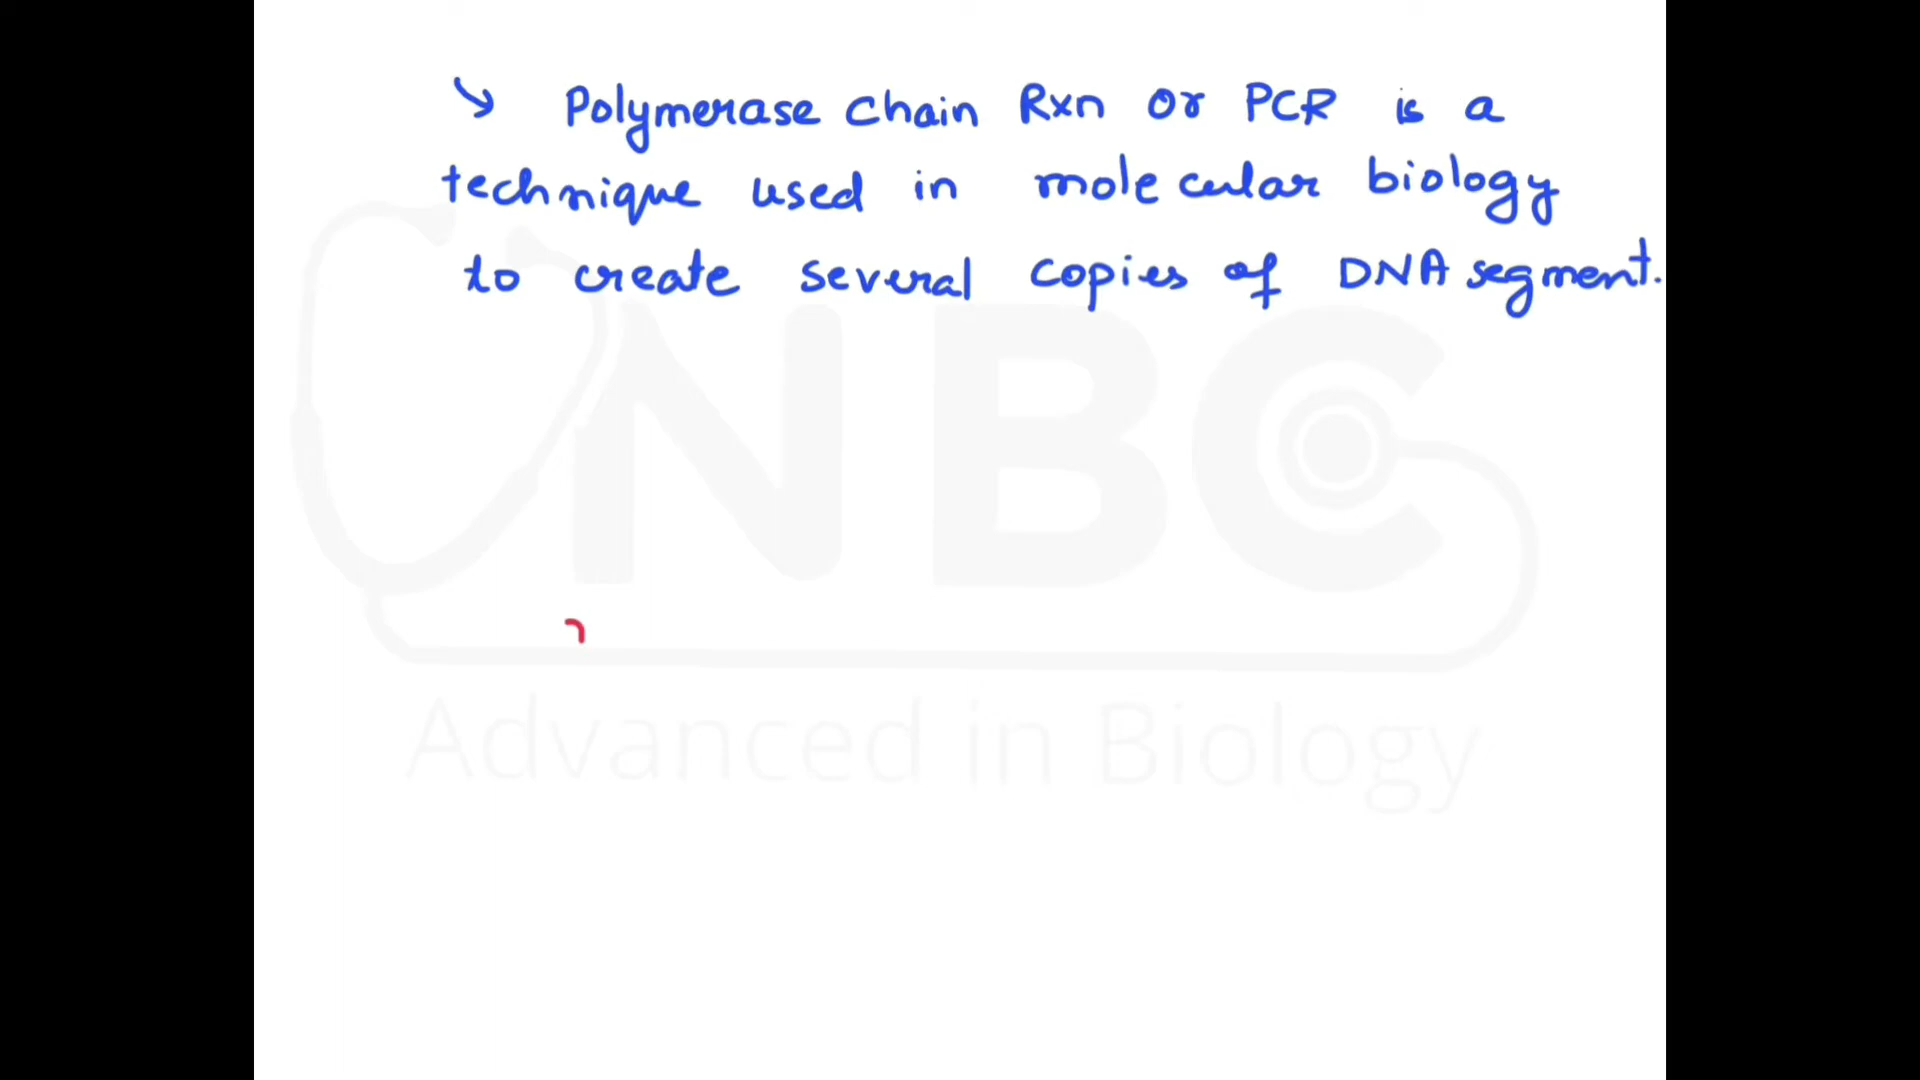 ↘ Polymerase Chain Rxn or PCR is a
technique used in molecular biology
to create several copies of DNA segment.
NBC
Advanced in Biology